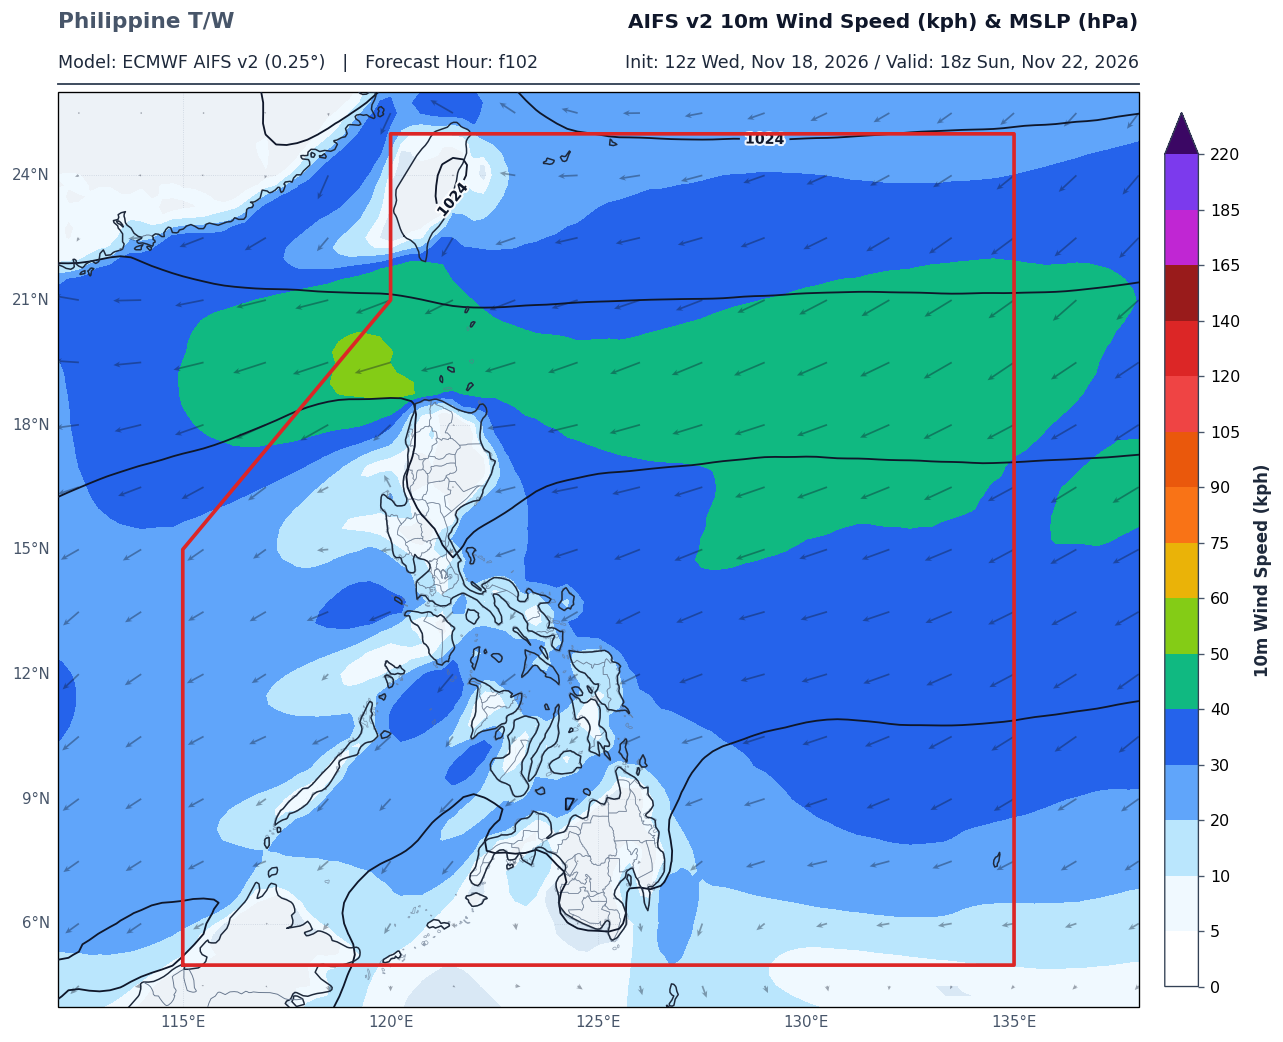 Philippine T/W
AIFS v2 10m Wind Speed (kph) & MSLP (hPa)
Model: ECMWF AIFS v2 (0.25°) | Forecast Hour: f102
Init: 12z Wed, Nov 18, 2026 / Valid: 18z Sun, Nov 22, 2026
1024
1024
24°N
21°N
18°N
15°N
12°N
9°N
6°N
115°E
120°E
125°E
130°E
135°E
220
185
165
140
120
105
90
75
60
50
40
30
20
10
5
0
10m Wind Speed (kph)